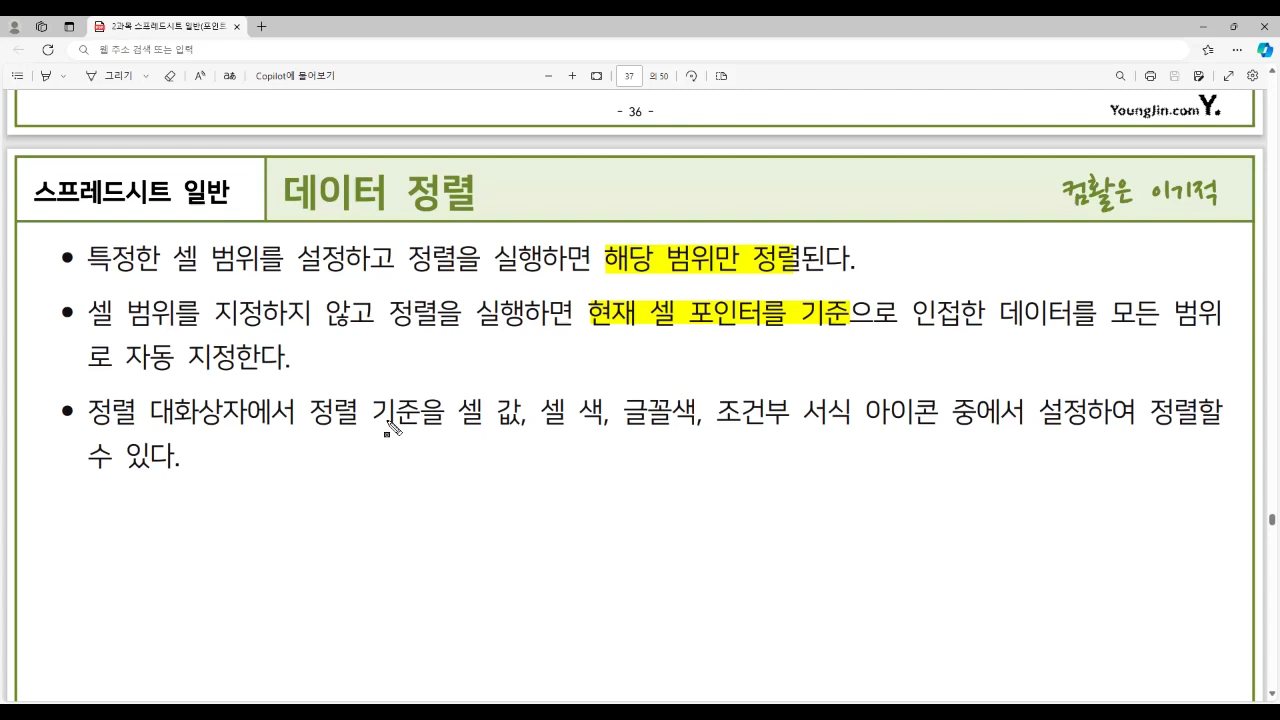 2과목 스프레드시트 일반(포인트
웹 주소 검색 또는 입력
그리기 Copilot에 물어보기 37 의 50
- 36 -
YoungJin.com Y.
스프레드시트 일반 데이터 정렬 컴활은 이기적
• 특정한 셀 범위를 설정하고 정렬을 실행하면 해당 범위만 정렬된다.
• 셀 범위를 지정하지 않고 정렬을 실행하면 현재 셀 포인터를 기준으로 인접한 데이터를 모든 범위
로 자동 지정한다.
• 정렬 대화상자에서 정렬 기준을 셀 값, 셀 색, 글꼴색, 조건부 서식 아이콘 중에서 설정하여 정렬할
수 있다.